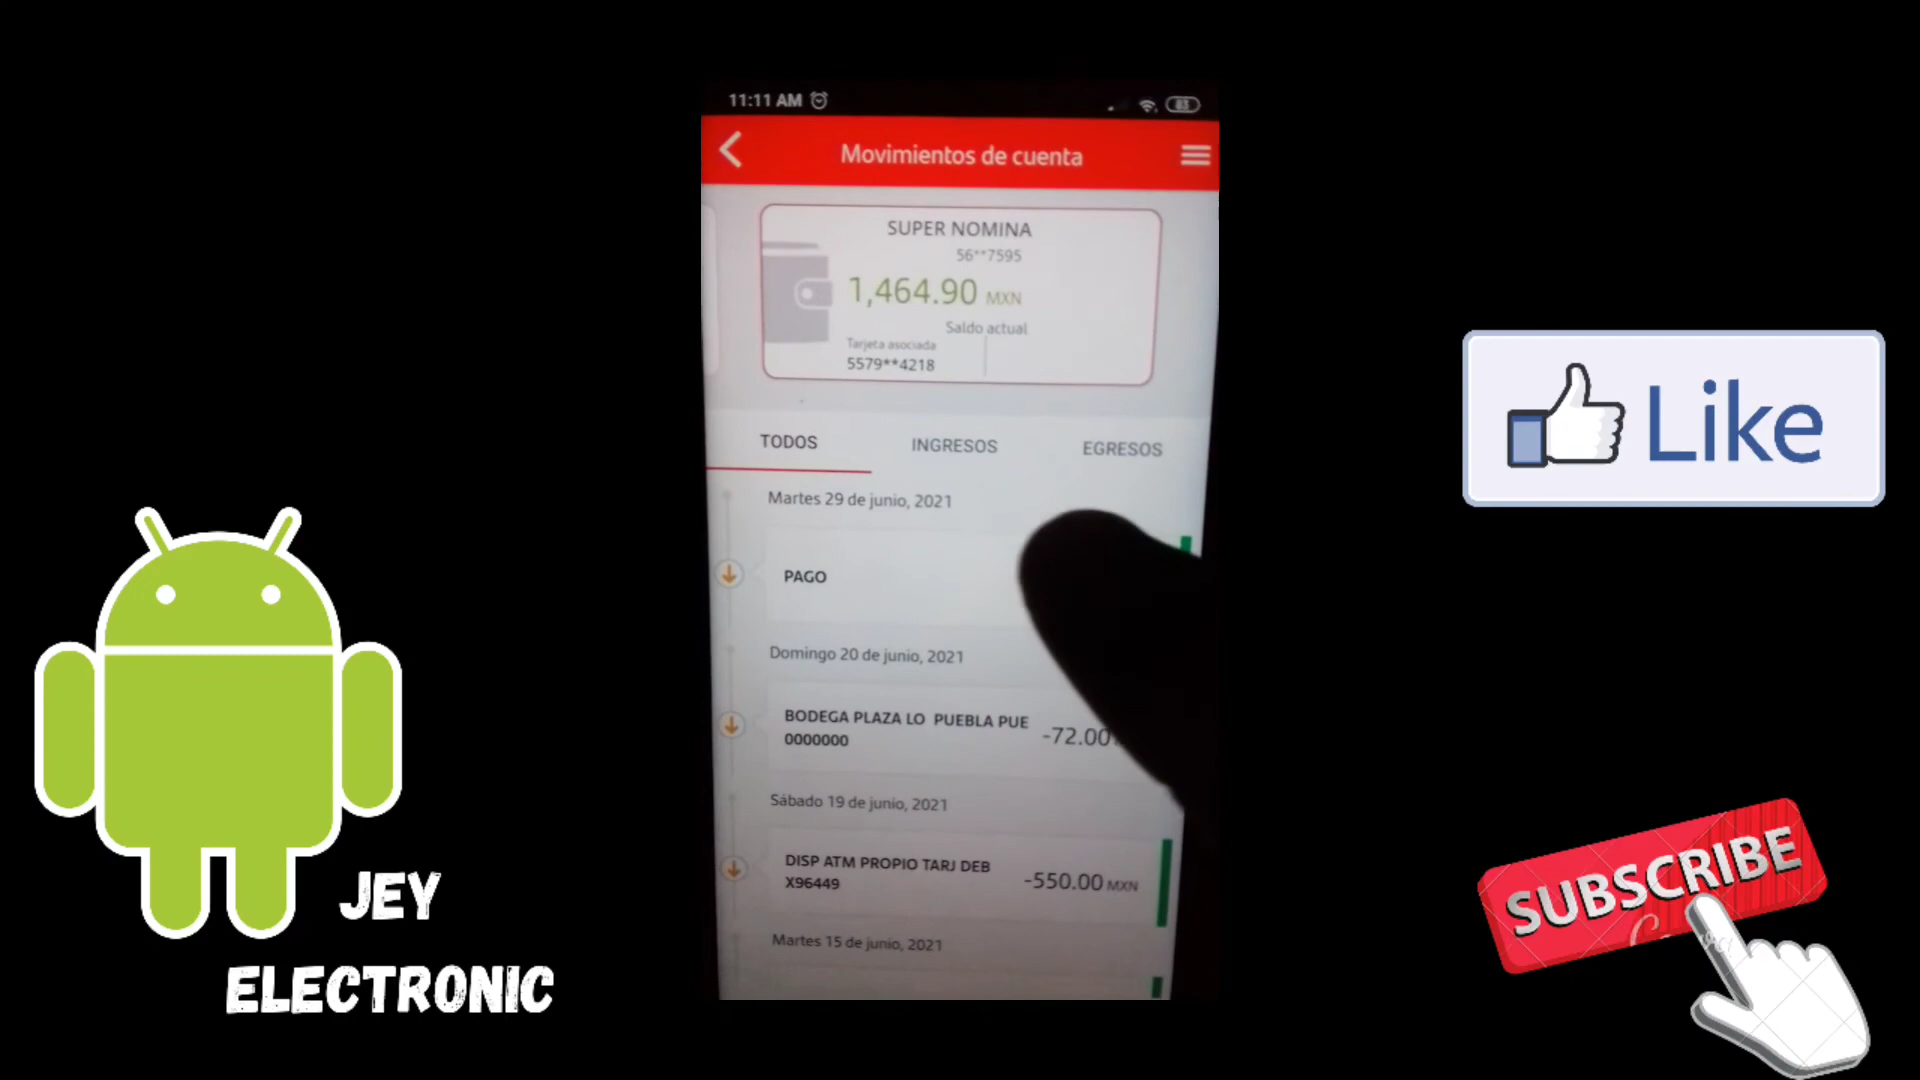 11:11 AM
83
Movimientos de cuenta
SUPER NOMINA
56**7595
1,464.90 MXN
Saldo actual
Tarjeta asociada
5579**4218
TODOS INGRESOS EGRESOS
Martes 29 de junio, 2021
PAGO
Domingo 20 de junio, 2021
BODEGA PLAZA LO PUEBLA PUE
0000000
-72.00
Sábado 19 de junio, 2021
DISP ATM PROPIO TARJ DEB
X96449
-550.00 MXN
Martes 15 de junio, 2021
Like
JEY
ELECTRONIC
SUBSCRIBE